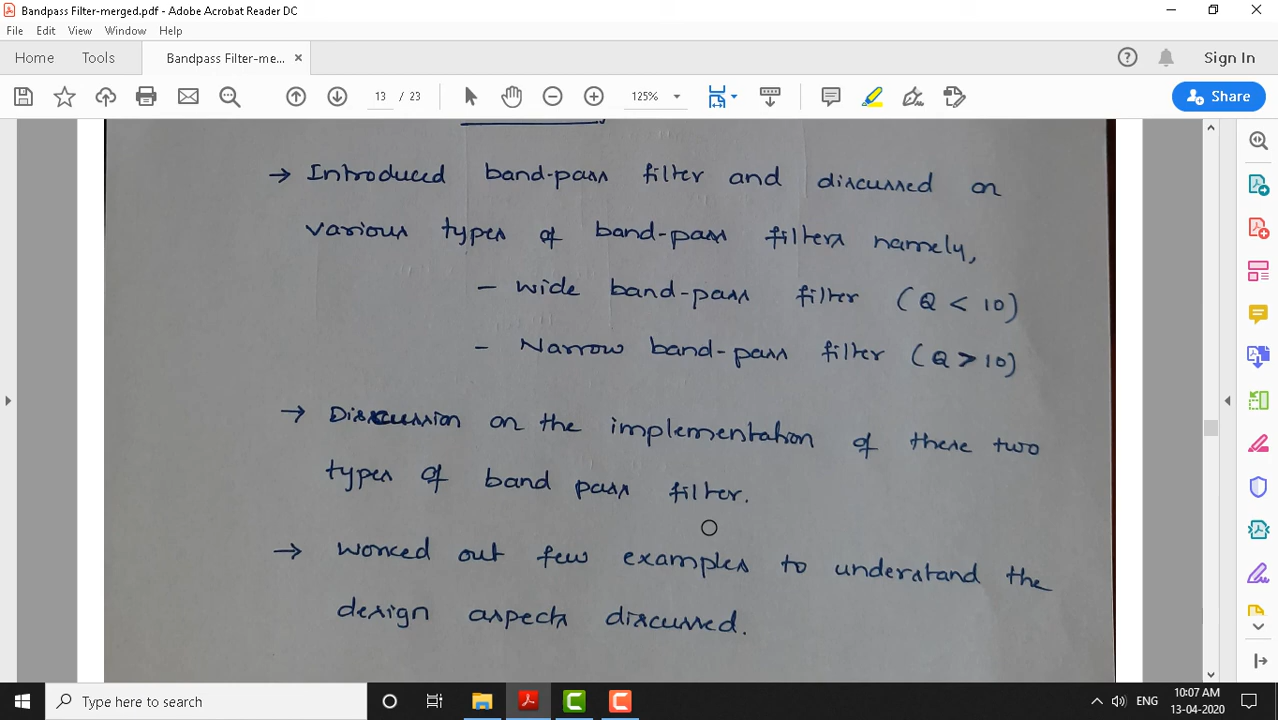 Bandpass Filter-merged.pdf - Adobe Acrobat Reader DC
File Edit View Window Help
Home Tools Bandpass Filter-me... × Sign In
13 / 23 125% Share
→ Introduced band-pass filter and discussed on
various types of band-pass filters namely,
- Wide band-pass filter (Q < 10)
- Narrow band-pass filter (Q > 10)
→ Discussion on the implementation of these two
types of band pass filter.
→ Worked out few examples to understand the
design aspects discussed.
Type here to search ENG 10:07 AM
13-04-2020